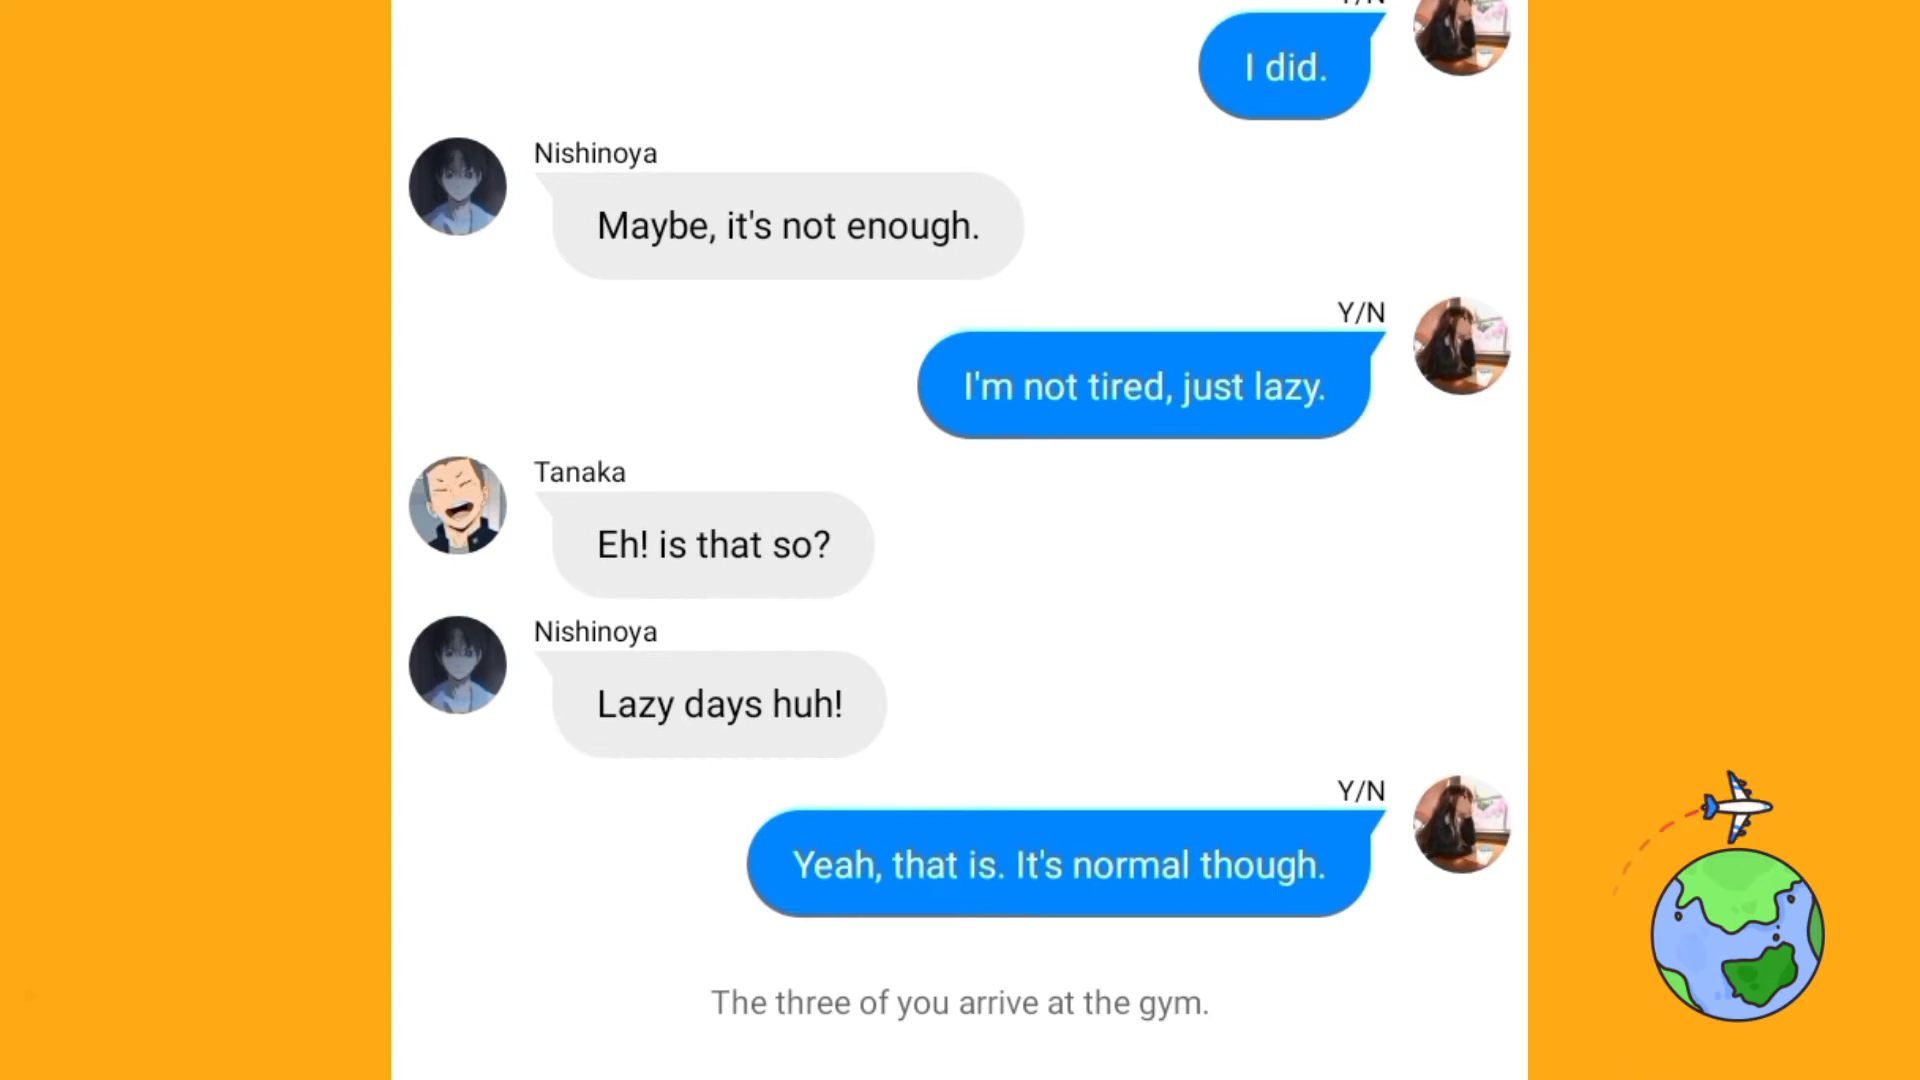 Y/N
I did.
Nishinoya
Maybe, it's not enough.
Y/N
I'm not tired, just lazy.
Tanaka
Eh! is that so?
Nishinoya
Lazy days huh!
Y/N
Yeah, that is. It's normal though.
The three of you arrive at the gym.